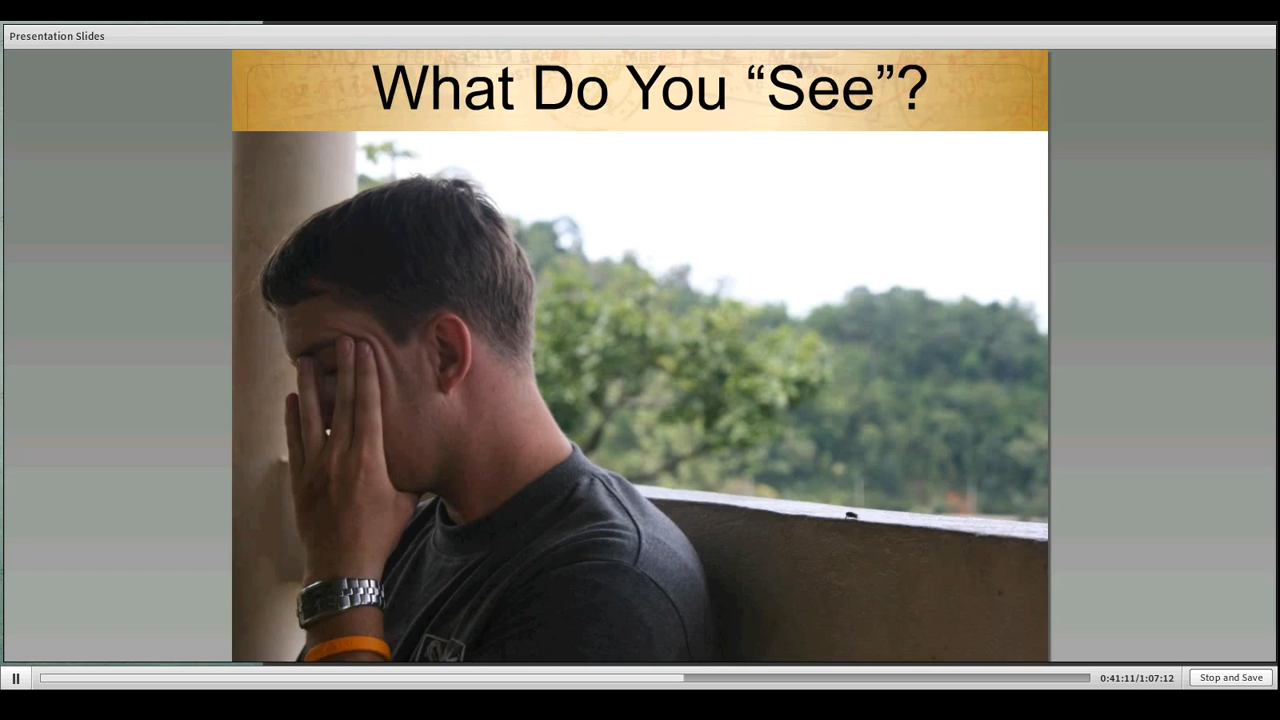 Presentation Slides
What Do You “See”?
0:41:11/1:07:12
Stop and Save